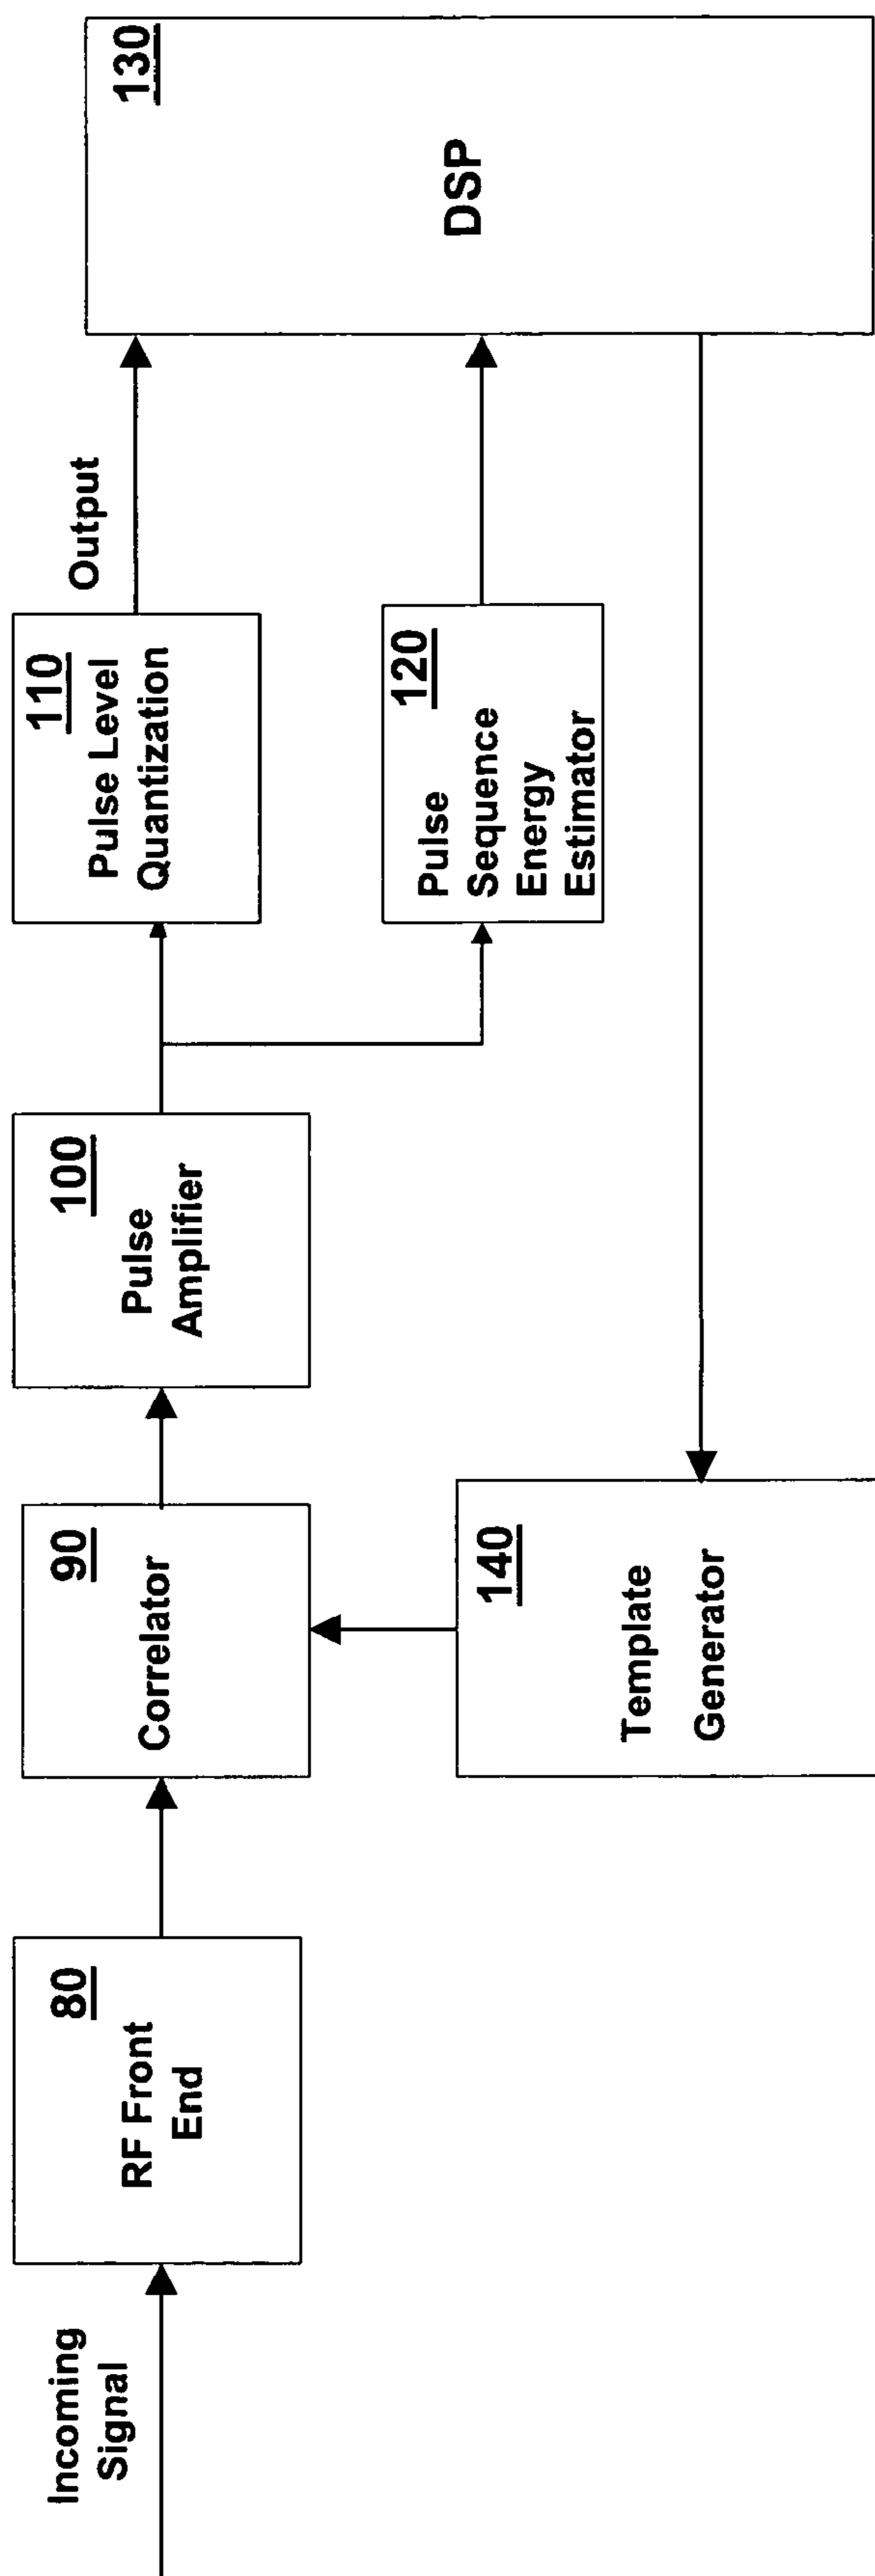 Incoming
Signal
80
RF Front
End
90
Correlator
100
Pulse
Amplifier
110
Pulse Level
Quantization
Output
120
Pulse
Sequence
Energy
Estimator
130
DSP
140
Template
Generator